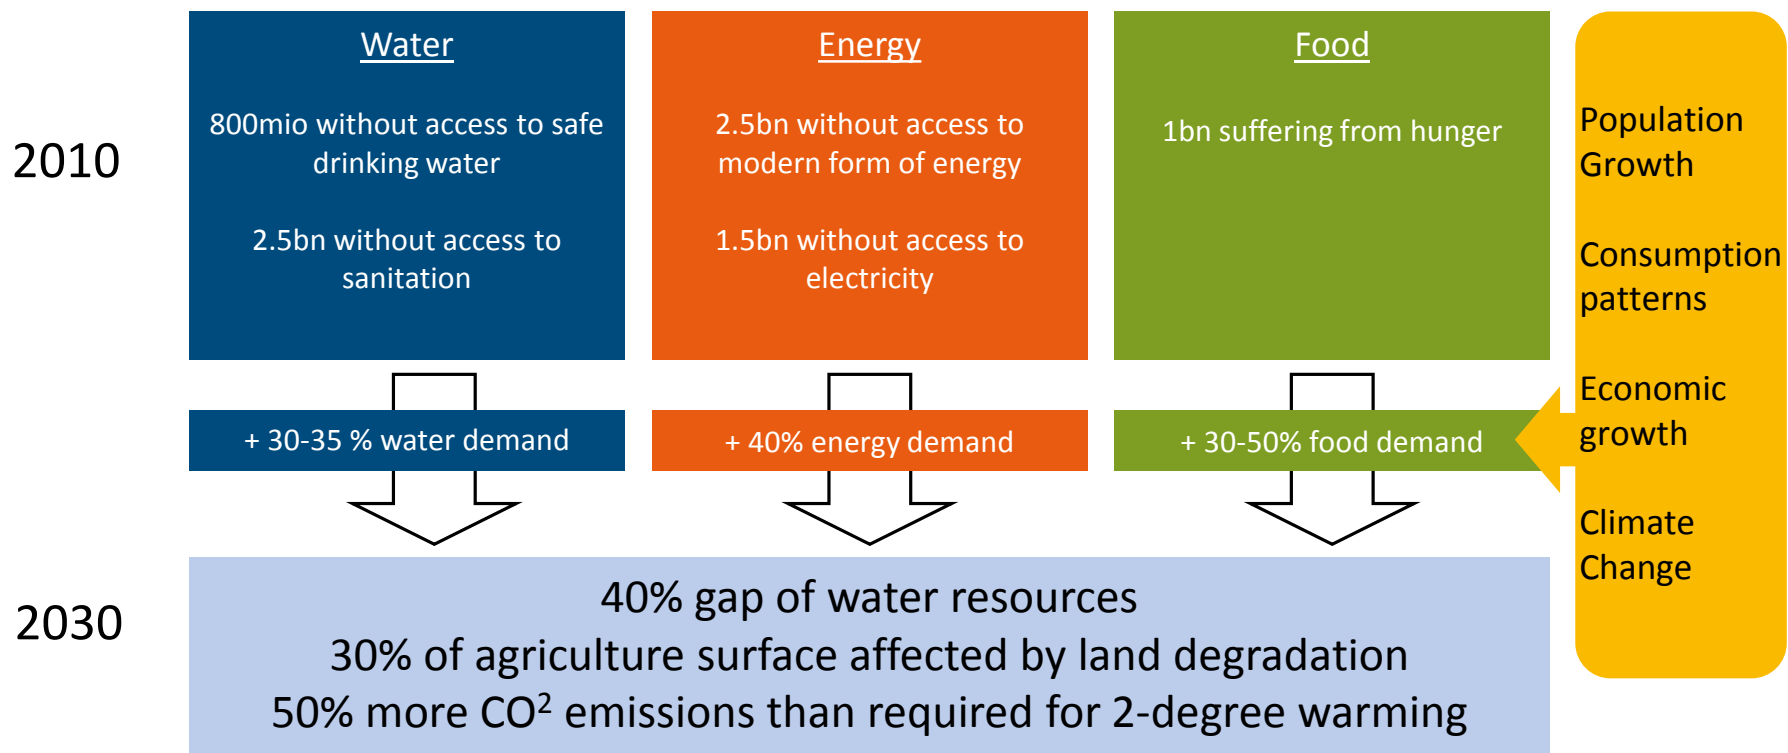 2010
Water
800mio without access to safe
drinking water
2.5bn without access to
sanitation
Energy
2.5bn without access to
modern form of energy
1.5bn without access to
electricity
Food
1bn suffering from hunger
+ 30-35 % water demand
+ 40% energy demand
+ 30-50% food demand
Population
Growth
Consumption
patterns
Economic
growth
Climate
Change
2030
40% gap of water resources
30% of agriculture surface affected by land degradation
50% more CO² emissions than required for 2-degree warming